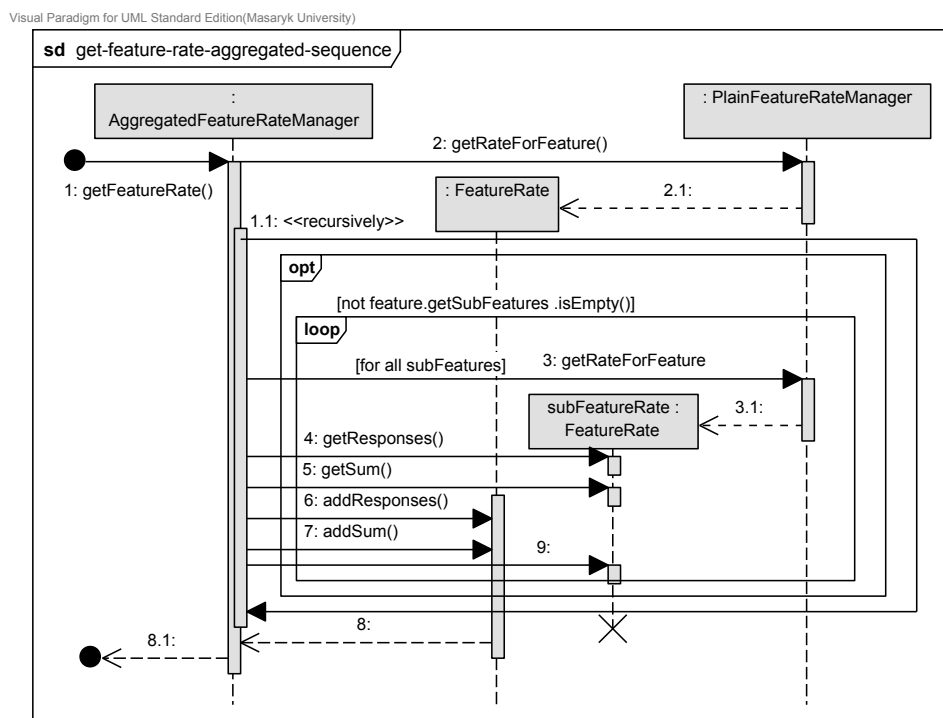 Visual Paradigm for UML Standard Edition(Masaryk University)
sd get-feature-rate-aggregated-sequence
:
AggregatedFeatureRateManager
: PlainFeatureRateManager
2: getRateForFeature()
1: getFeatureRate()
: FeatureRate
2.1:
1.1: <<recursively>>
opt
[not feature.getSubFeatures .isEmpty()]
loop
[for all subFeatures]
3: getRateForFeature
subFeatureRate :
FeatureRate
3.1:
4: getResponses()
5: getSum()
6: addResponses()
7: addSum()
9:
8:
8.1: